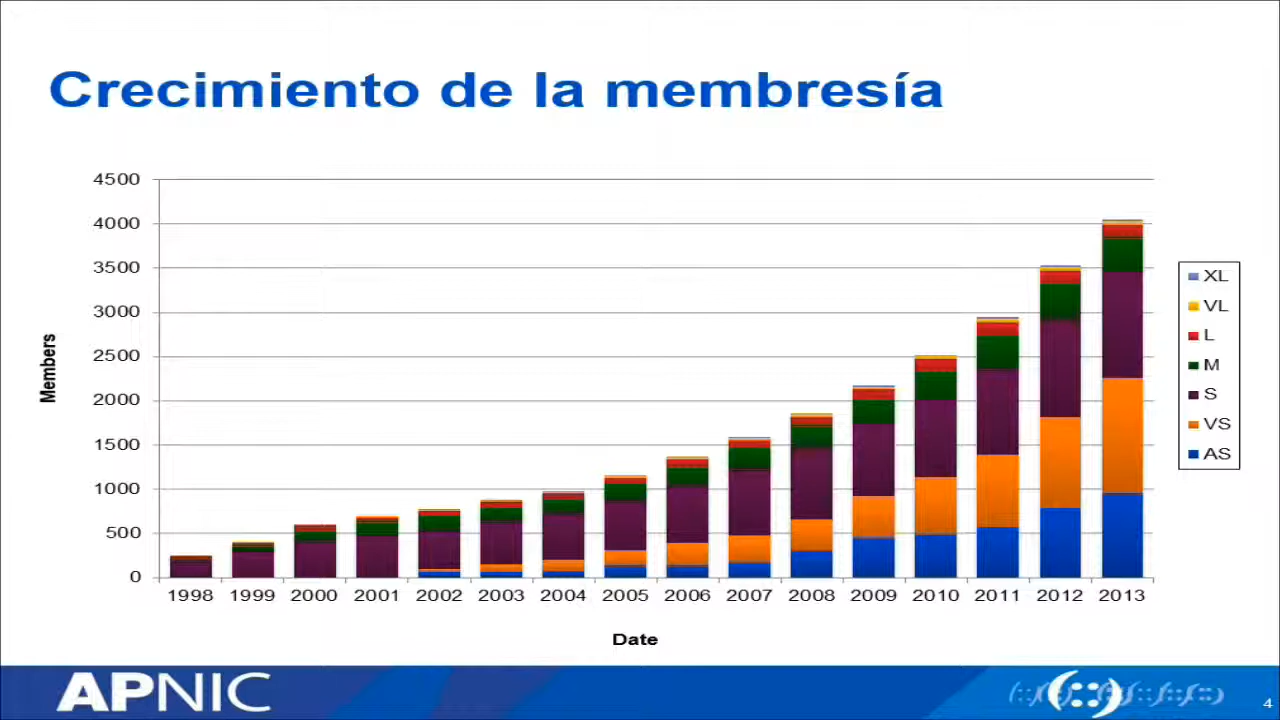 Crecimiento de la membresía
4500
4000
3500
3000
2500
2000
1500
1000
500
0
Members
1998 1999 2000 2001 2002 2003 2004 2005 2006 2007 2008 2009 2010 2011 2012 2013
Date
XL
VL
L
M
S
VS
AS
APNIC
4